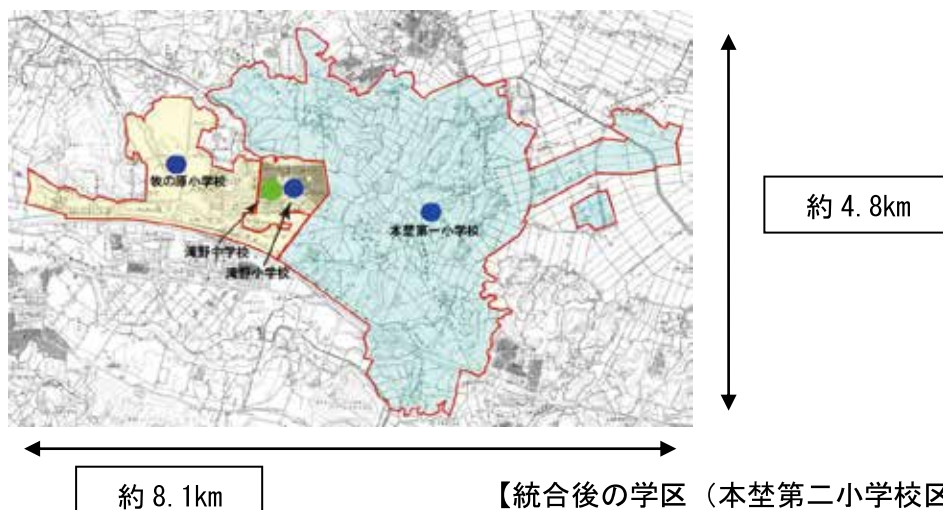 牧の原小学校
滝野中学校
滝野小学校
本埜第一小学校
約 4.8km
約 8.1km
【統合後の学区（本埜第二小学校区